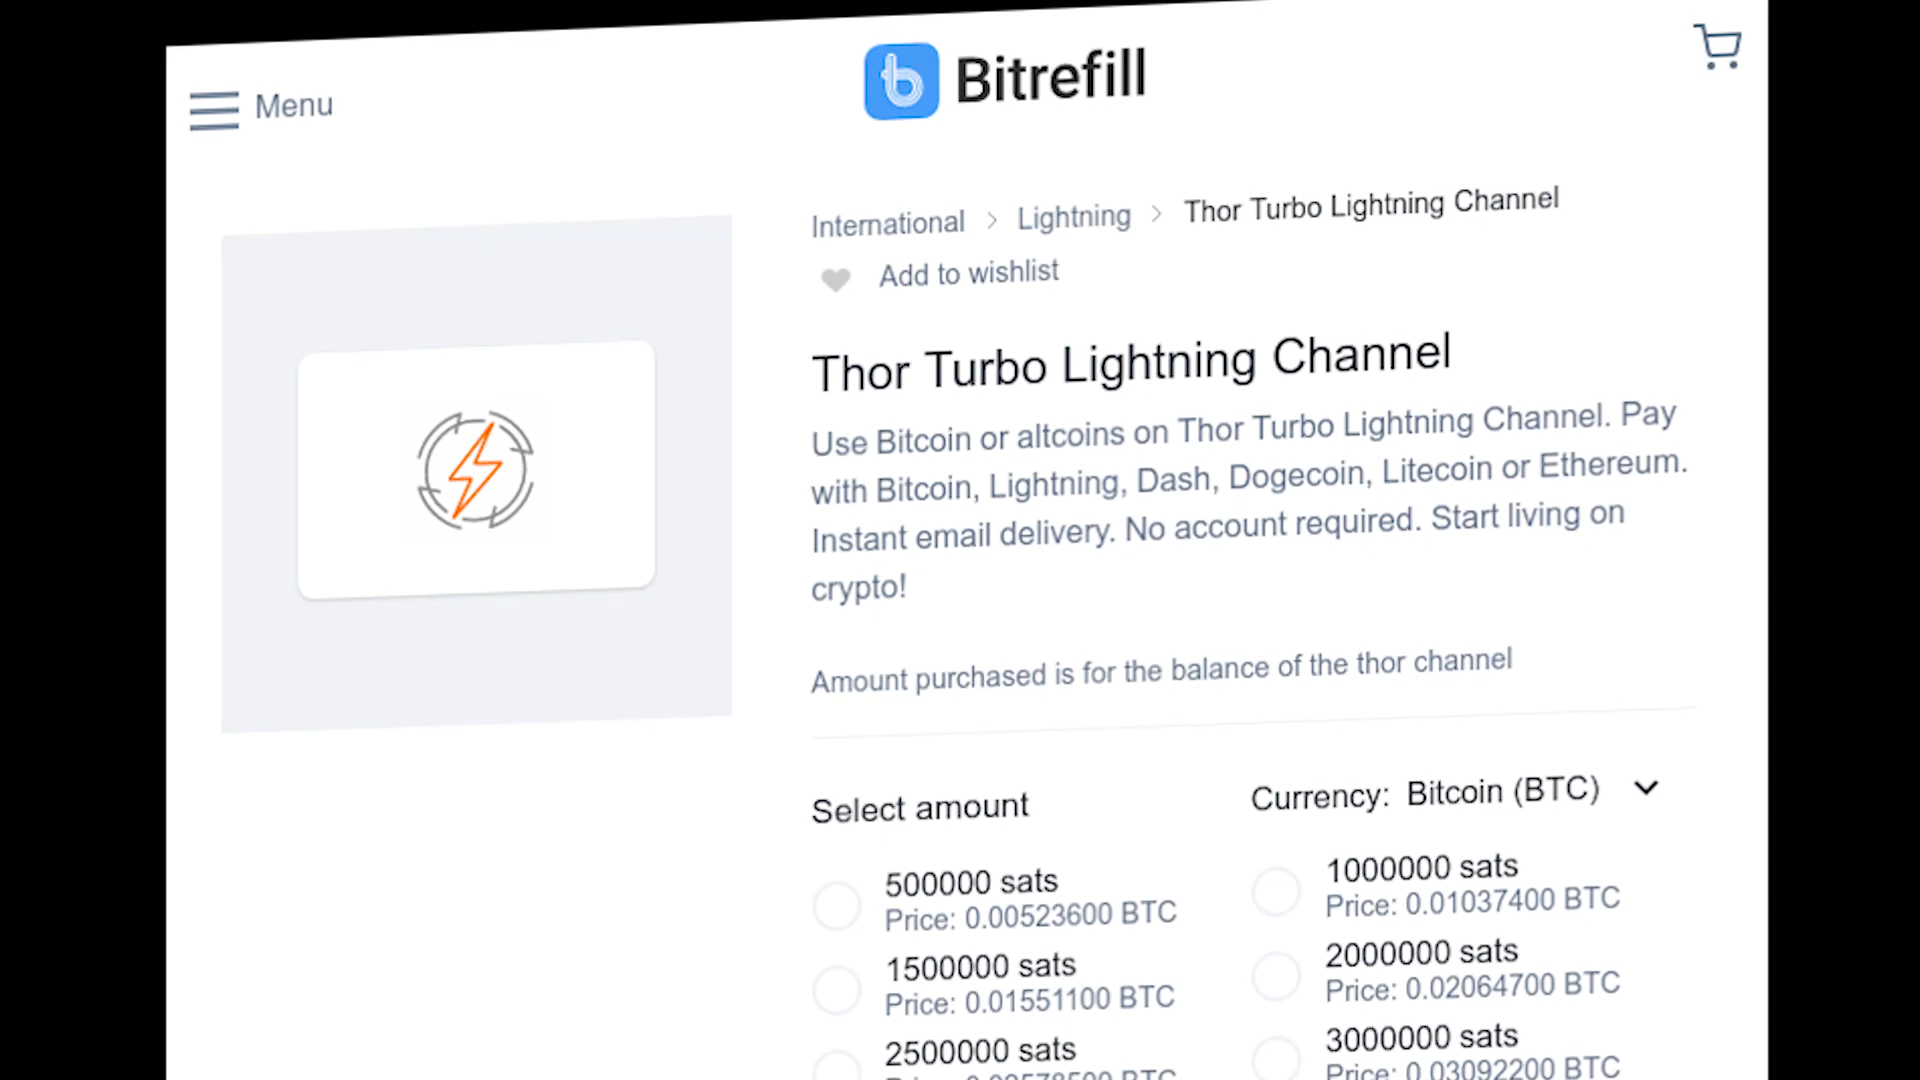 Menu
Bitrefill
International > Lightning > Thor Turbo Lightning Channel
Add to wishlist
Thor Turbo Lightning Channel
Use Bitcoin or altcoins on Thor Turbo Lightning Channel. Pay
with Bitcoin, Lightning, Dash, Dogecoin, Litecoin or Ethereum.
Instant email delivery. No account required. Start living on
crypto!
Amount purchased is for the balance of the thor channel
Select amount
Currency: Bitcoin (BTC)
500000 sats
Price: 0.00523600 BTC
1000000 sats
Price: 0.01037400 BTC
1500000 sats
Price: 0.01551100 BTC
2000000 sats
Price: 0.02064700 BTC
2500000 sats
3000000 sats
Price: 0.03092200 BTC